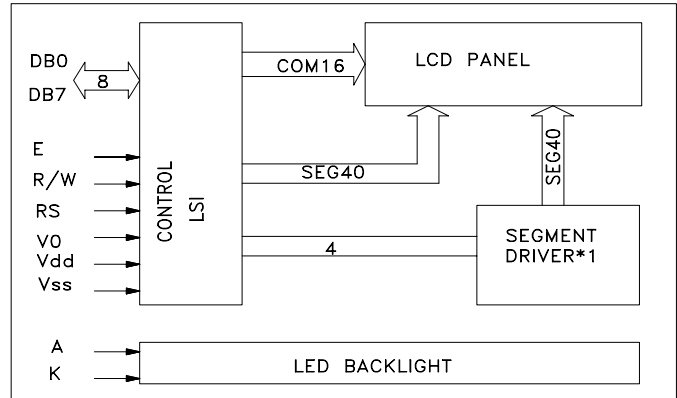 DB0
DB7
8
E
R/W
RS
V0
Vdd
Vss
CONTROL
LSI
COM16
LCD PANEL
SEG40
SEG40
4
SEGMENT
DRIVER*1
A
K
LED BACKLIGHT